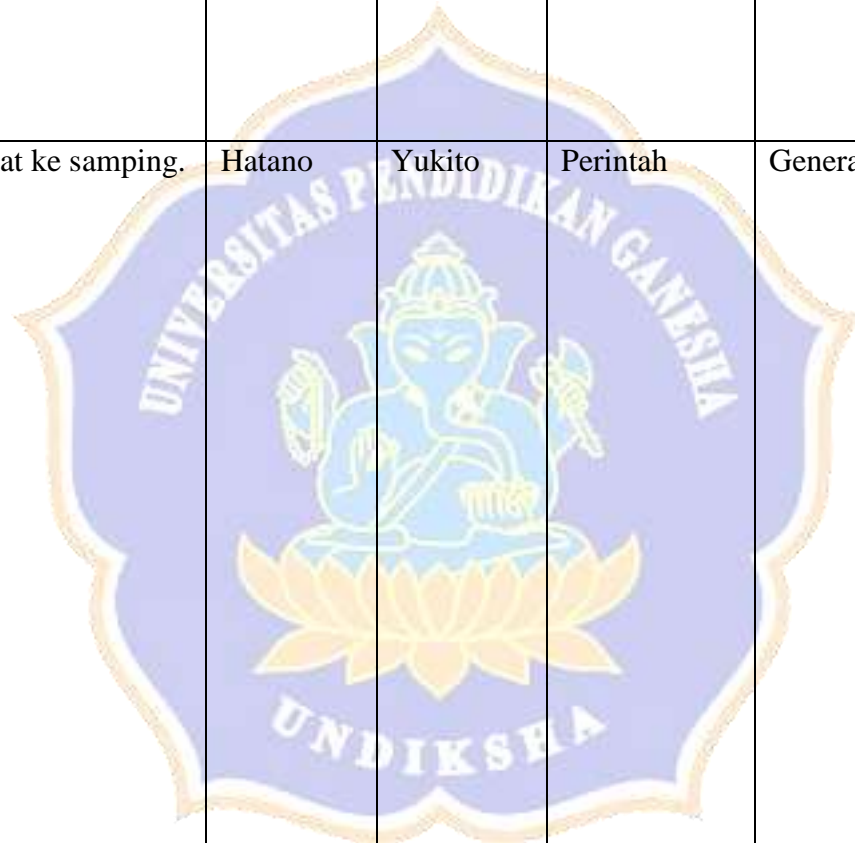 at ke samping. Hatano Yukito Perintah Genera
UNIVERSITAS PENDIDIKAN GANESHA
UNDIKSHA